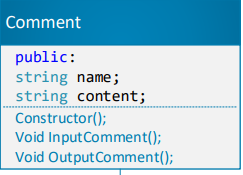 Comment
public:
string name;
string content;
Constructor();
Void InputComment();
Void OutputComment();